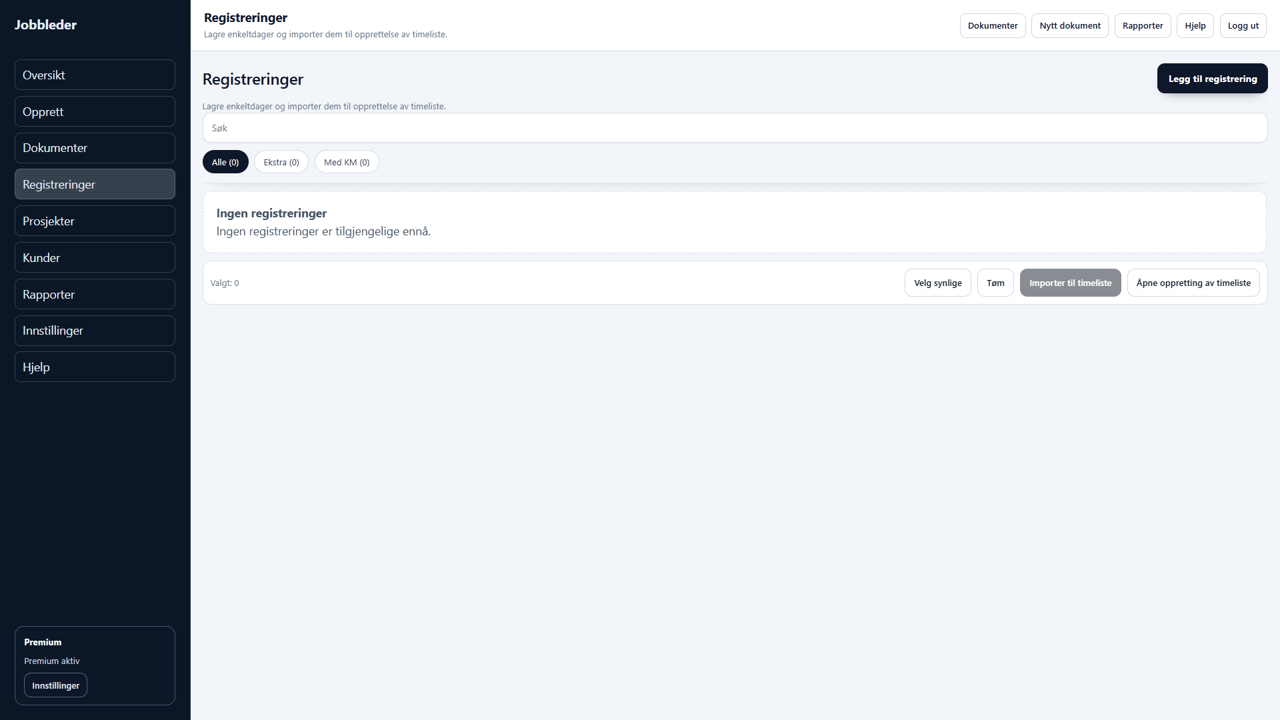 Jobbleder
Oversikt
Opprett
Dokumenter
Registreringer
Prosjekter
Kunder
Rapporter
Innstillinger
Hjelp
Premium
Premium aktiv
Innstillinger
Registreringer
Lagre enkeltdager og importer dem til opprettelse av timeliste.
Dokumenter
Nytt dokument
Rapporter
Hjelp
Logg ut
Registreringer
Legg til registrering
Lagre enkeltdager og importer dem til opprettelse av timeliste.
Søk
Alle (0)
Ekstra (0)
Med KM (0)
Ingen registreringer
Ingen registreringer er tilgjengelige ennå.
Valgt: 0
Velg synlige
Tøm
Importer til timeliste
Åpne oppretting av timeliste